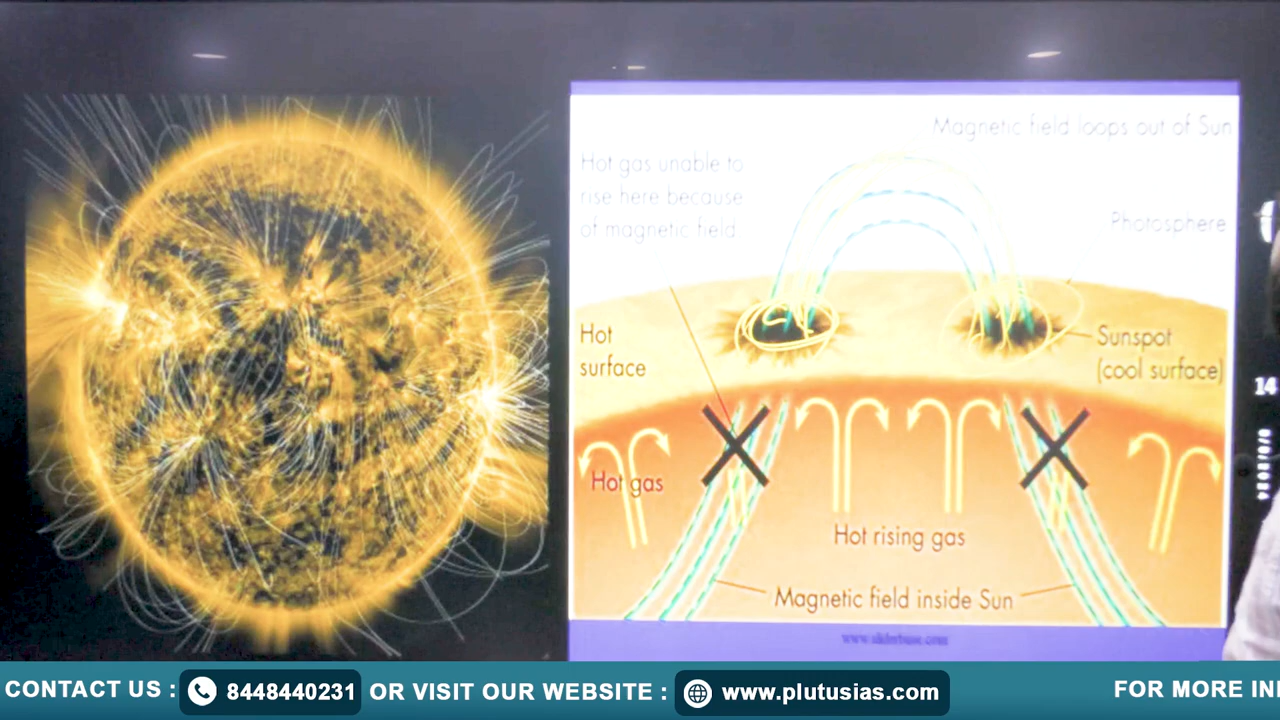 Magnetic field loops out of Sun
Hot gas unable to
rise here because
of magnetic field
Photosphere
Hot
surface
Sunspot
(cool surface)
Hot gas
Hot rising gas
Magnetic field inside Sun
14
CONTACT US : 8448440231 OR VISIT OUR WEBSITE : www.plutusias.com
FOR MORE